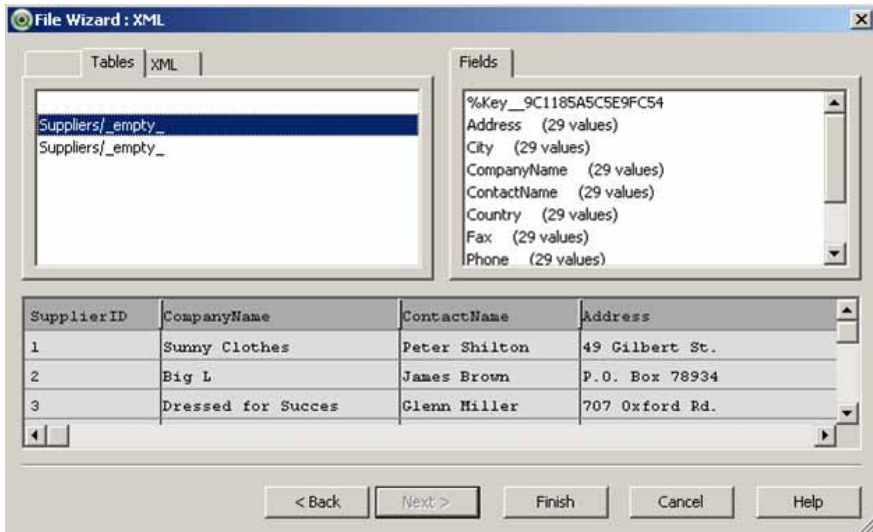 File Wizard : XML
Tables XML
Fields
Suppliers/_empty_
Suppliers/_empty_
%Key__9C1185A5C5E9FC54
Address (29 values)
City (29 values)
CompanyName (29 values)
ContactName (29 values)
Country (29 values)
Fax (29 values)
Phone (29 values)
SupplierID CompanyName ContactName Address
1 Sunny Clothes Peter Shilton 49 Gilbert St.
2 Big L James Brown P.O. Box 78934
3 Dressed for Succes Glenn Miller 707 Oxford Rd.
< Back Next > Finish Cancel Help